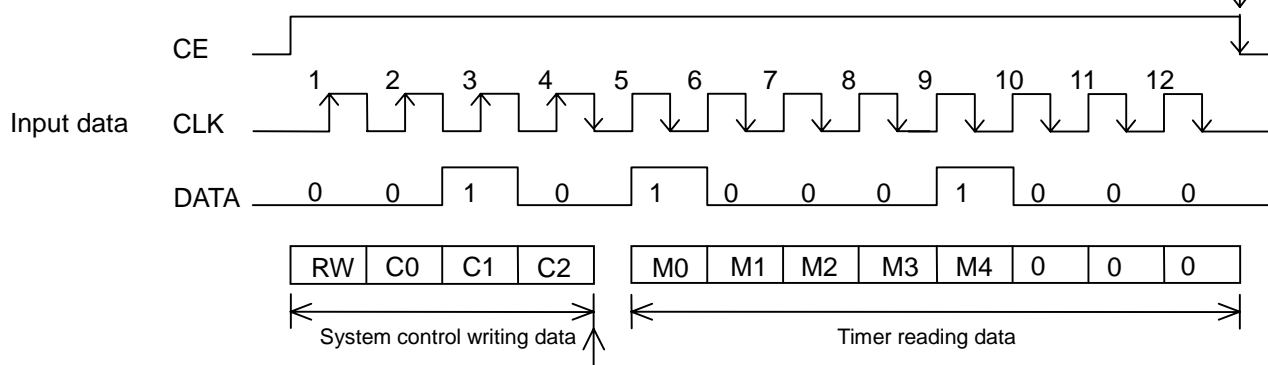 CE
1 2 3 4 5 6 7 8 9 10 11 12
Input data CLK
DATA 0 0 1 0 1 0 0 0 1 0 0 0
RW C0 C1 C2 M0 M1 M2 M3 M4 0 0 0
System control writing data Timer reading data